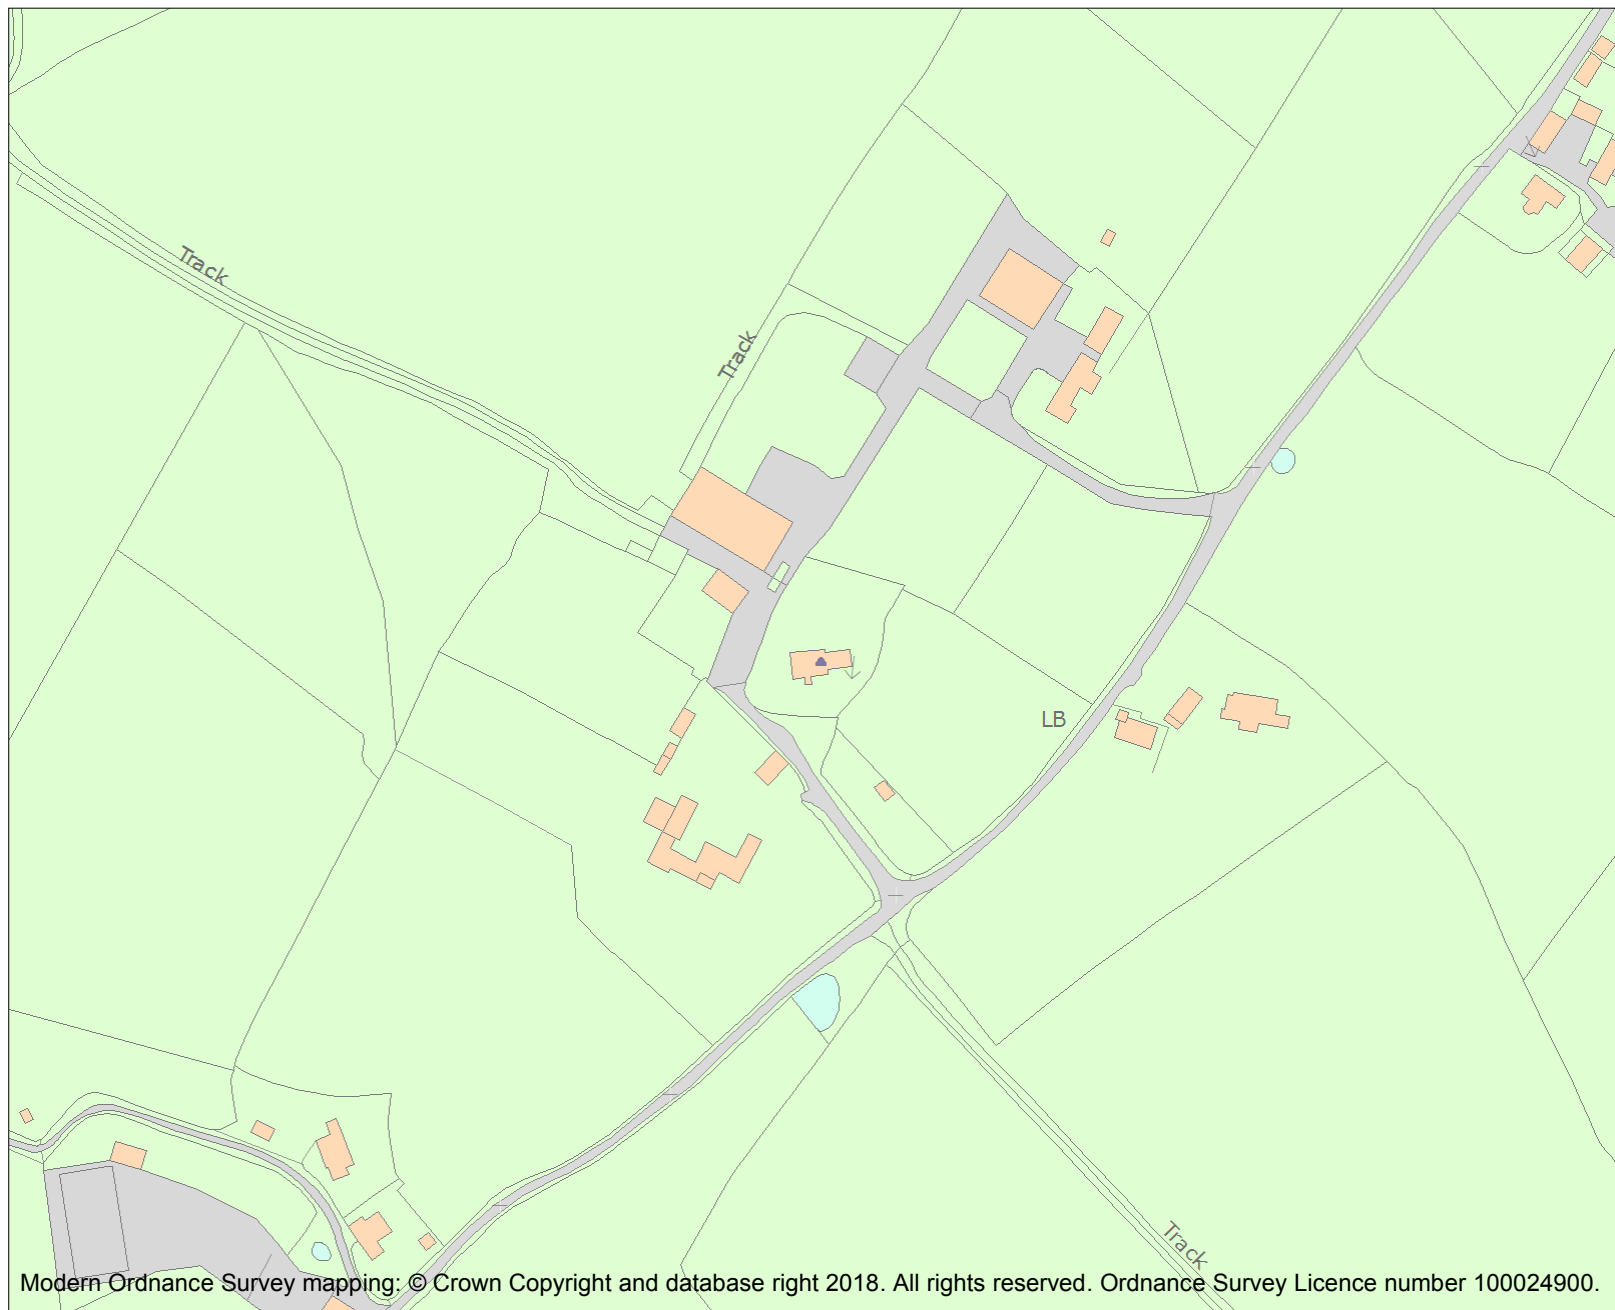 Track
Track
LB
Track
Modern Ordnance Survey mapping: © Crown Copyright and database right 2018. All rights reserved. Ordnance Survey Licence number 100024900.